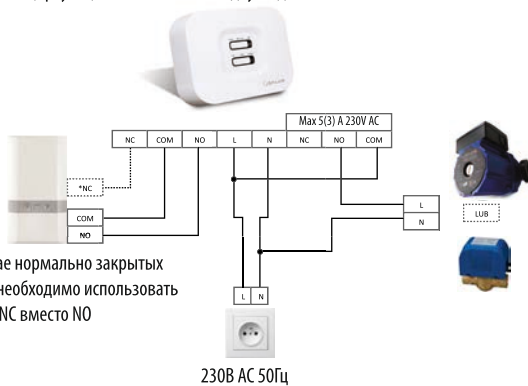 Max 5(3) A 230V AC
NC COM NO L N NC NO COM
*NC
COM
NO
L
N
LUB
ае нормально закрытых
необходимо использовать
NC вместо NO
L N
230В AC 50Гц